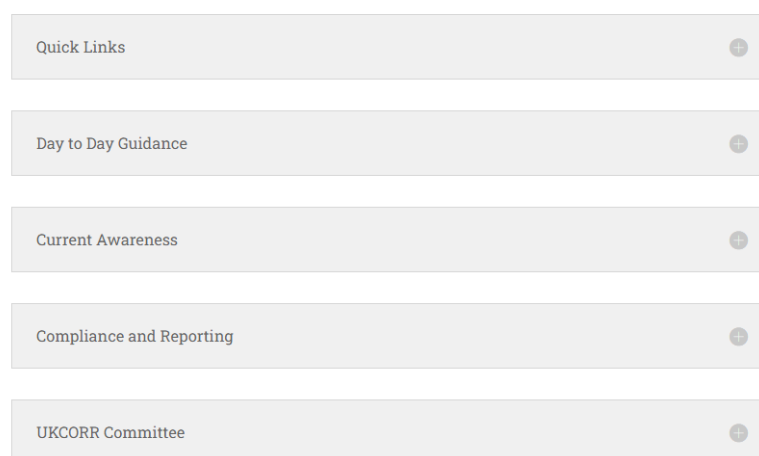 Quick Links
Day to Day Guidance
Current Awareness
Compliance and Reporting
UKCORR Committee